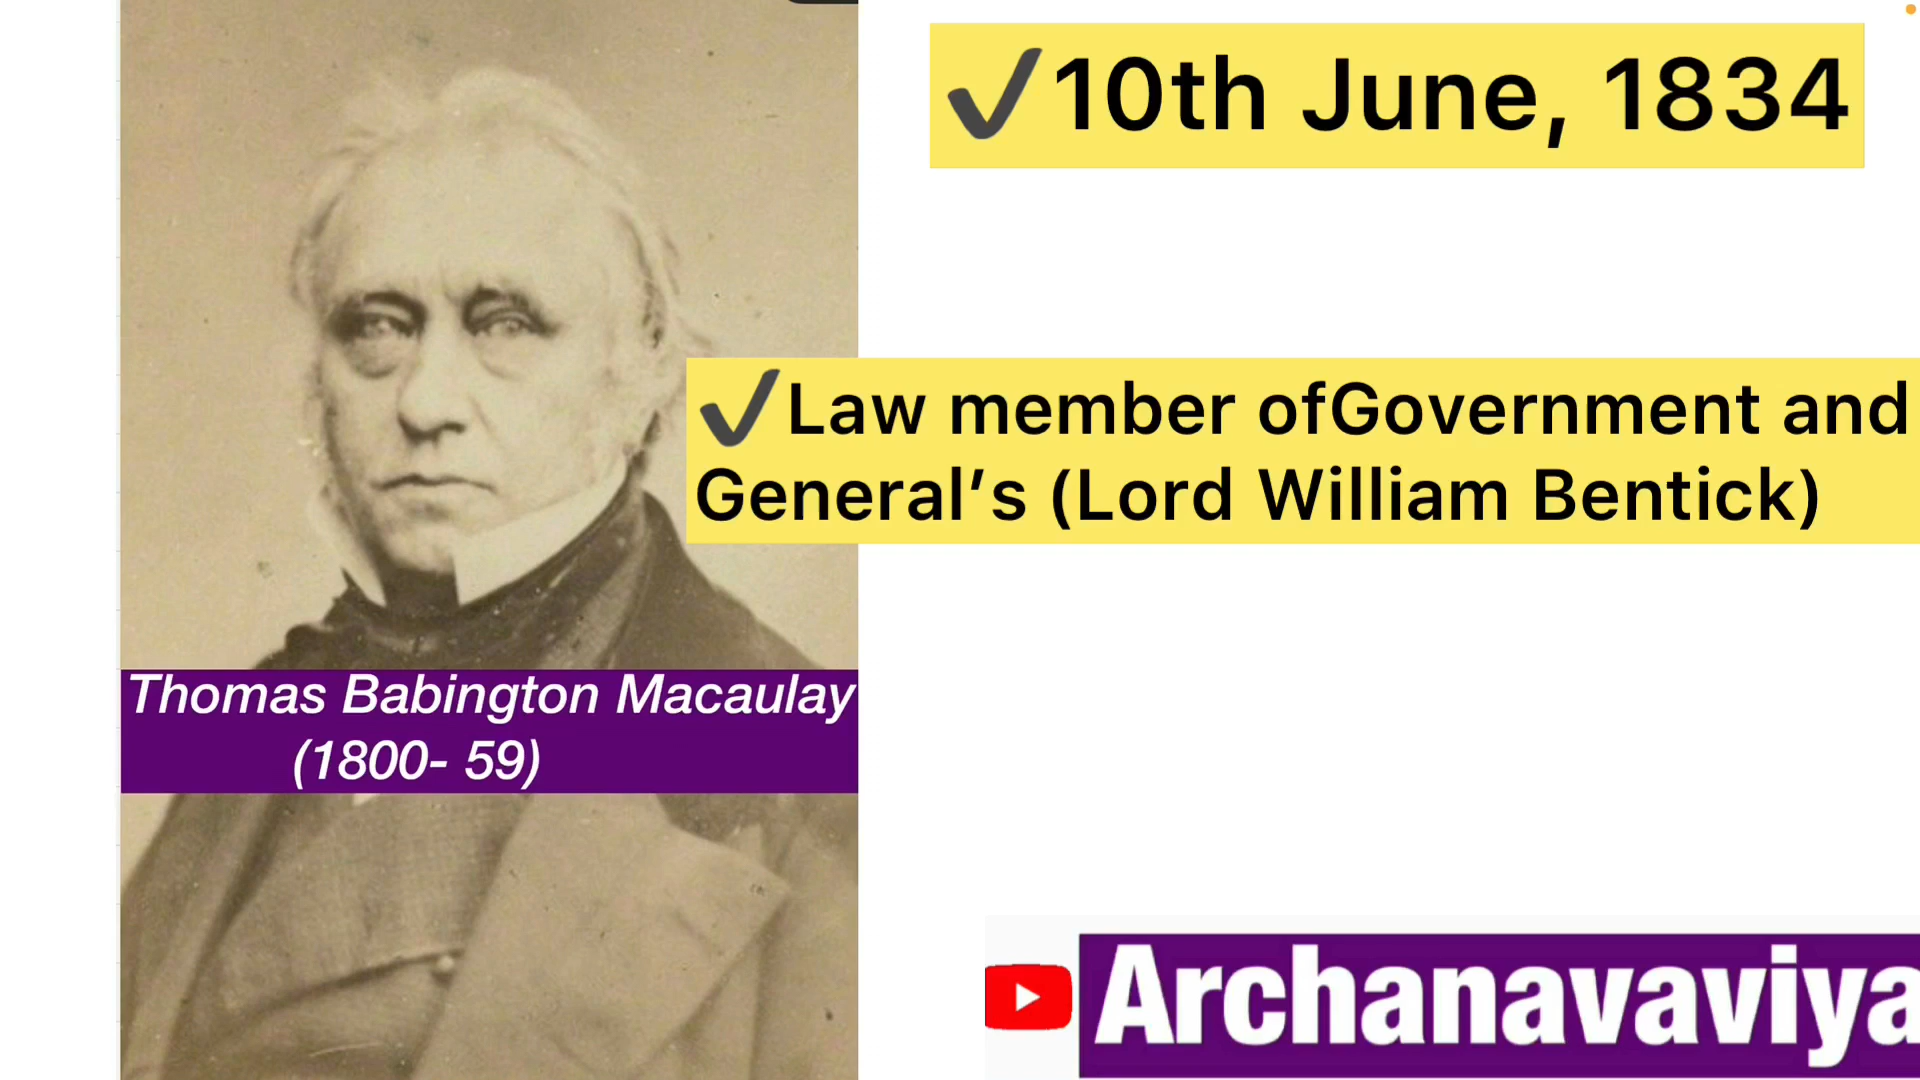 ✔10th June, 1834
✔Law member ofGovernment and
General’s (Lord William Bentick)
Thomas Babington Macaulay
(1800- 59)
Archanavaviya